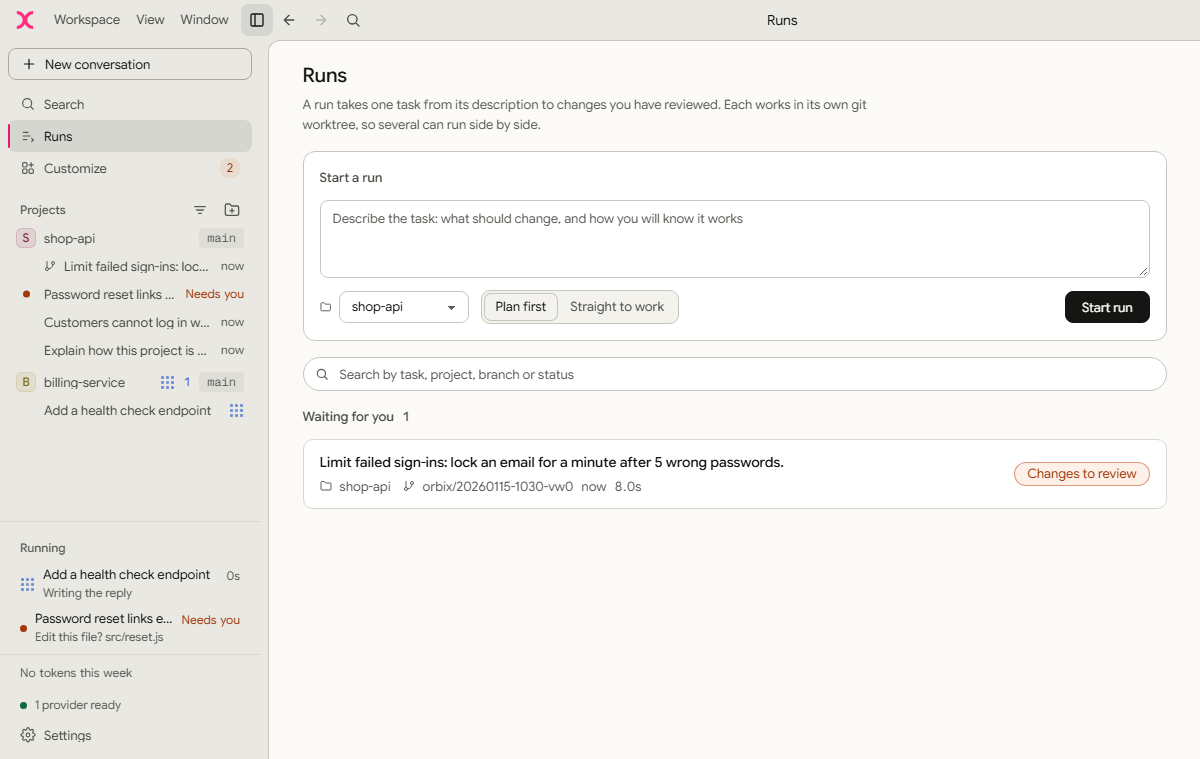 Workspace View Window
Runs
New conversation
Search
Runs
Customize 2
Projects
S shop-api main
Limit failed sign-ins: loc... now
Password reset links ... Needs you
Customers cannot log in w... now
Explain how this project is ... now
B billing-service 1 main
Add a health check endpoint
Running
Add a health check endpoint 0s
Writing the reply
Password reset links e... Needs you
Edit this file? src/reset.js
No tokens this week
1 provider ready
Settings
Runs
A run takes one task from its description to changes you have reviewed. Each works in its own git
worktree, so several can run side by side.
Start a run
Describe the task: what should change, and how you will know it works
shop-api Plan first Straight to work Start run
Search by task, project, branch or status
Waiting for you 1
Limit failed sign-ins: lock an email for a minute after 5 wrong passwords.
shop-api orbix/20260115-1030-vw0 now 8.0s
Changes to review